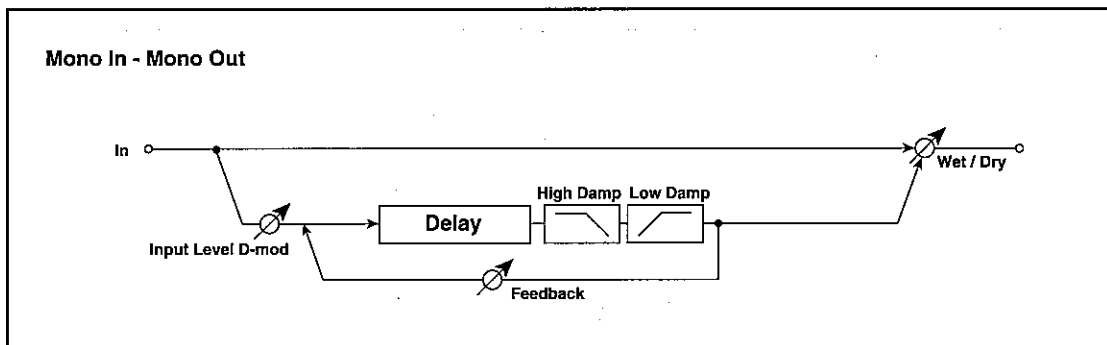 Mono In - Mono Out
In
Wet / Dry
High Damp
Low Damp
Delay
Input Level D-mod
Feedback